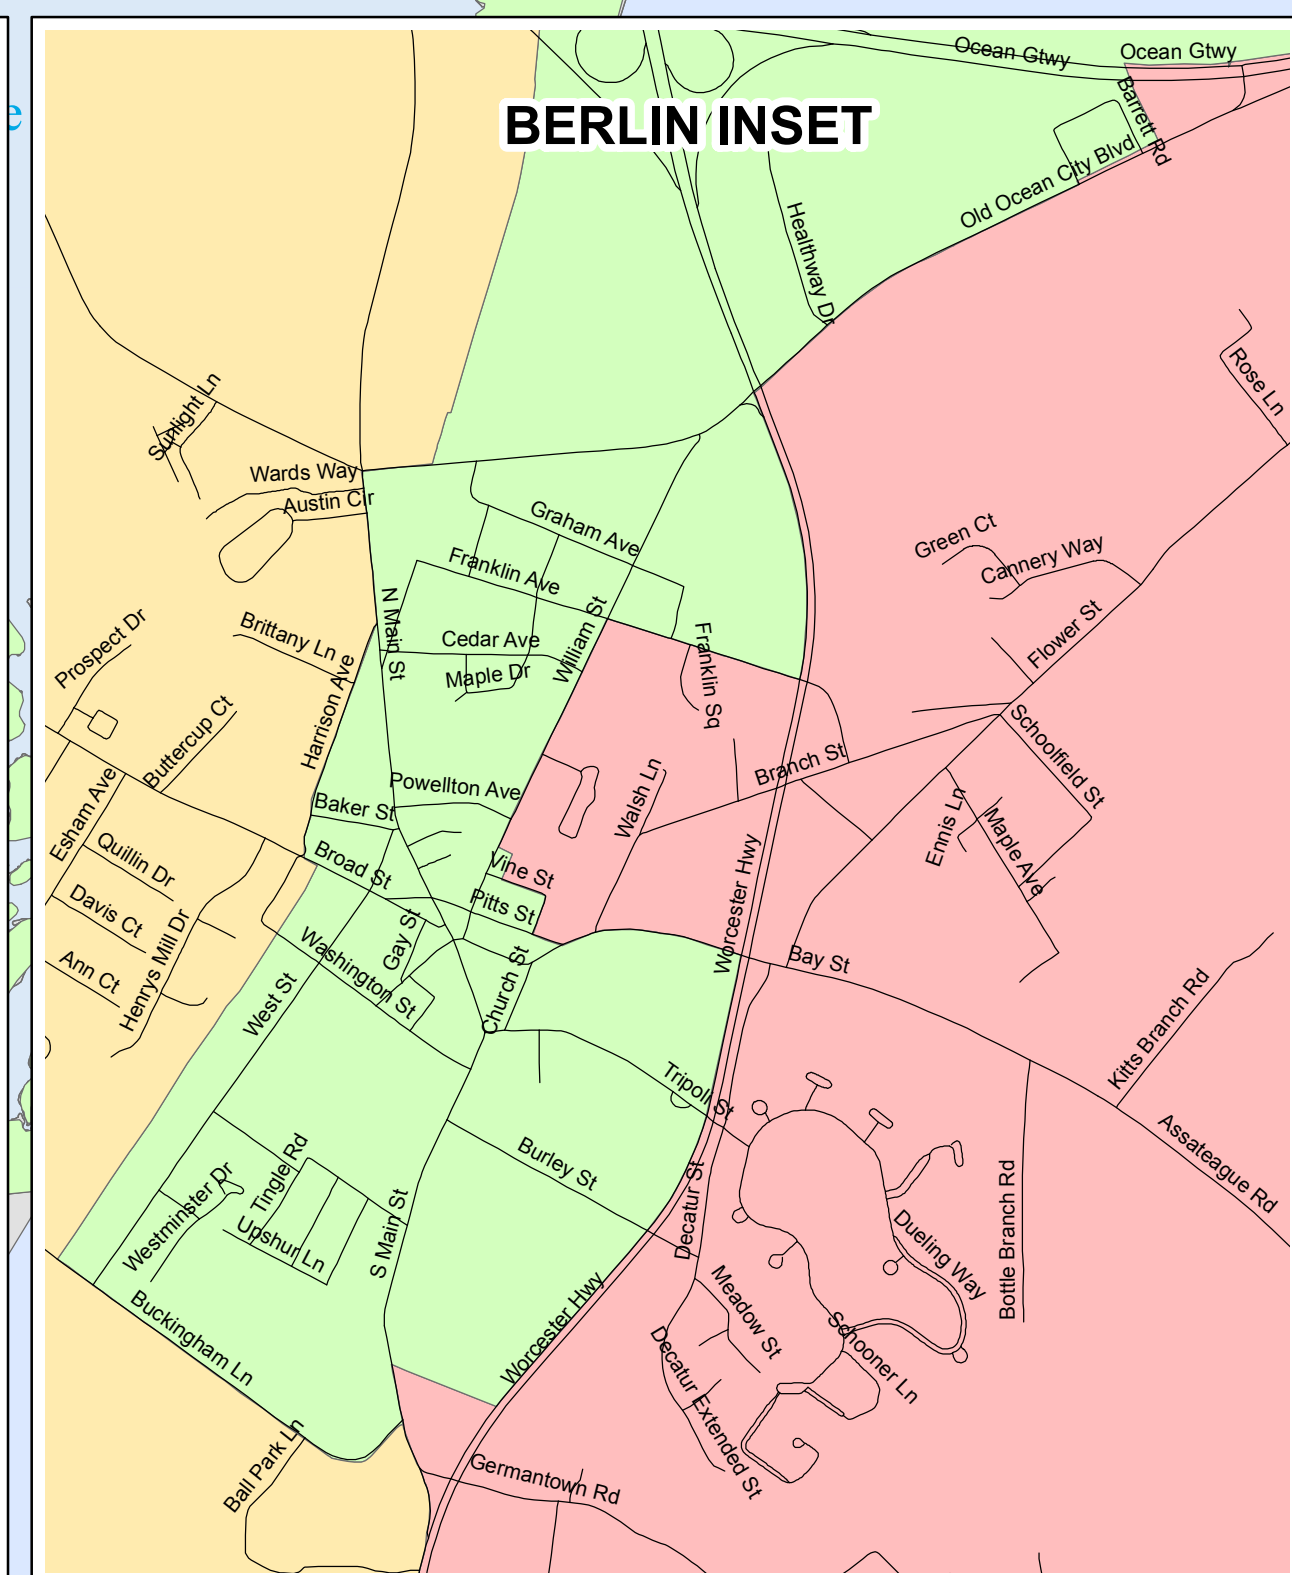 e
BERLIN INSET
Ocean Gtwy
Ocean Gtwy
Barrett Rd
Old Ocean City Blvd
Healthway Dr
Rose Ln
Sunlight Ln
Wards Way
Austin Cir
Graham Ave
Franklin Ave
Green Ct
Cannery Way
N Main St
Cedar Ave
Maple Dr
William St
Franklin Sq
Flower St
Prospect Dr
Brittany Ln
Harrison Ave
Buttercup Ct
Schoolfield St
Powellton Ave
Branch St
Walsh Ln
Esham Ave
Baker St
Ennis Ln
Maple Ave
Quillin Dr
Broad St
Vine St
Pitts St
Davis Ct
Gay St
Worcester Hwy
Ann Ct
Henrys Mill Dr
Washington St
Church St
Bay St
West St
Kitts Branch Rd
Tripoli St
Assateague Rd
Burley St
Tingle Rd
Westminster Dr
Upshur Ln
S Main St
Decatur St
Dueling Way
Bottle Branch Rd
Buckingham Ln
Worcester Hwy
Meadow St
Schooner Ln
Decatur Extended St
Ball Park Ln
Germantown Rd